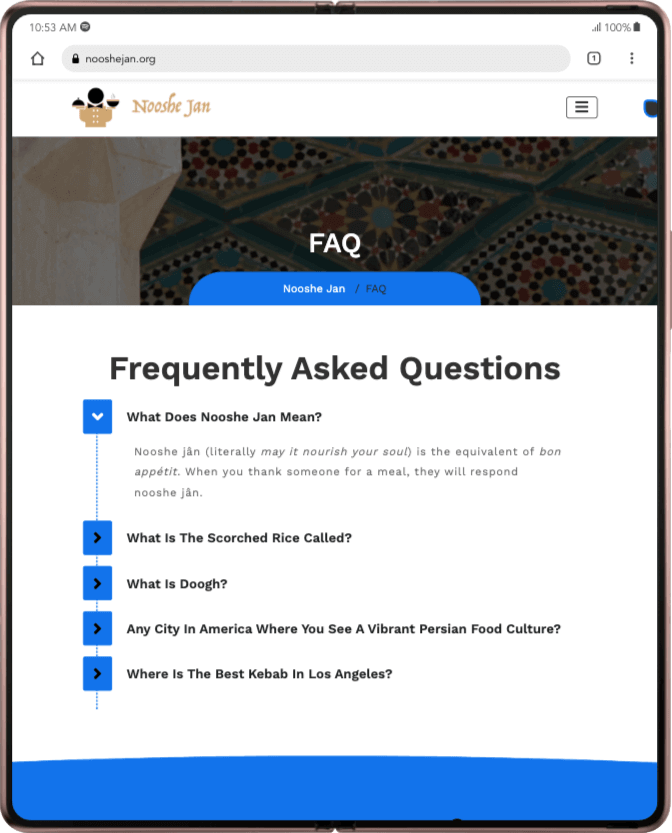 10:53 AM
100%
nooshejan.org
1
Nooshe Jan
FAQ
Nooshe Jan / FAQ
Frequently Asked Questions
What Does Nooshe Jan Mean?
Nooshe jân (literally may it nourish your soul) is the equivalent of bon
appétit. When you thank someone for a meal, they will respond
nooshe jân.
What Is The Scorched Rice Called?
What Is Doogh?
Any City In America Where You See A Vibrant Persian Food Culture?
Where Is The Best Kebab In Los Angeles?